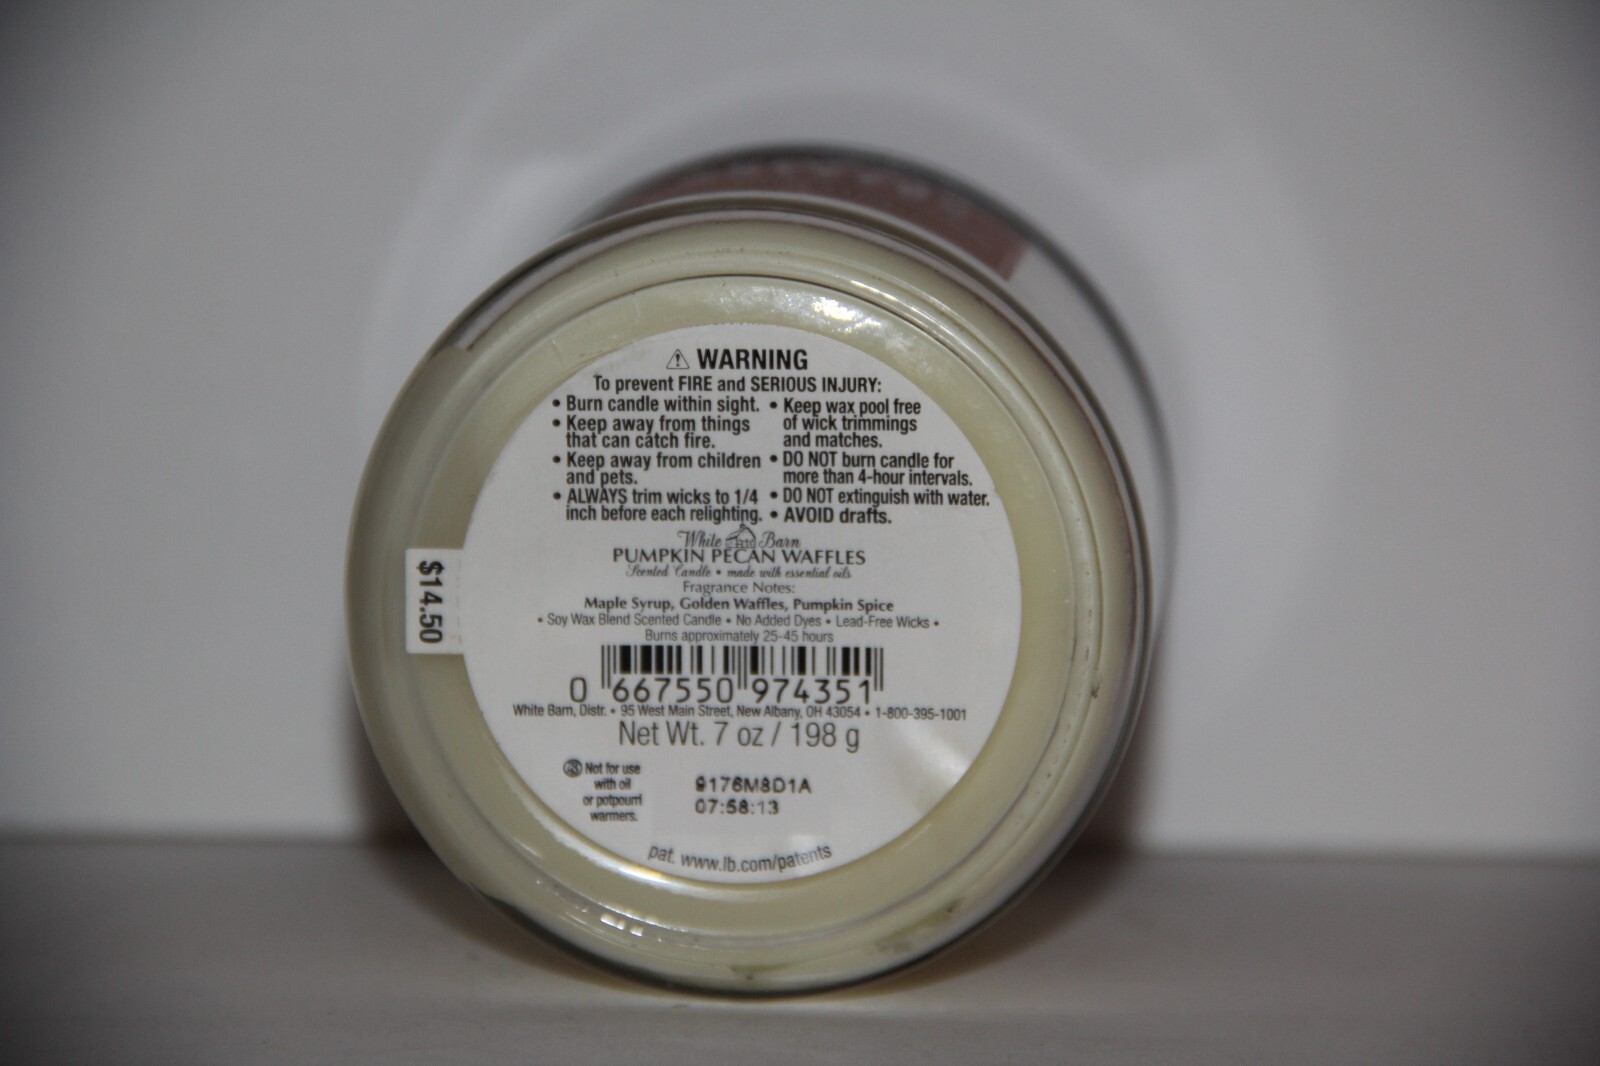 WARNING
To prevent FIRE and SERIOUS INJURY:
• Burn candle within sight.
• Keep away from things
that can catch fire.
• Keep away from children
and pets.
• ALWAYS trim wicks to 1/4
inch before each relighting.
• Keep wax pool free
of wick trimmings
and matches.
• DO NOT burn candle for
more than 4-hour intervals.
• DO NOT extinguish with water.
• AVOID drafts.
White Barn
PUMPKIN PECAN WAFFLES
Scented Candle • made with essential oils
Fragrance Notes:
Maple Syrup, Golden Waffles, Pumpkin Spice
• Soy Wax Blend Scented Candle • No Added Dyes • Lead-Free Wicks •
Burns approximately 25-45 hours
0 667550 974351
White Barn, Distr. • 95 West Main Street, New Albany, OH 43054 • 1-800-395-1001
Net Wt. 7 oz / 198 g
Not for use
with oil
or potpourri
warmers.
9176M8D1A
07:58:13
pat. www.lb.com/patents
$14.50